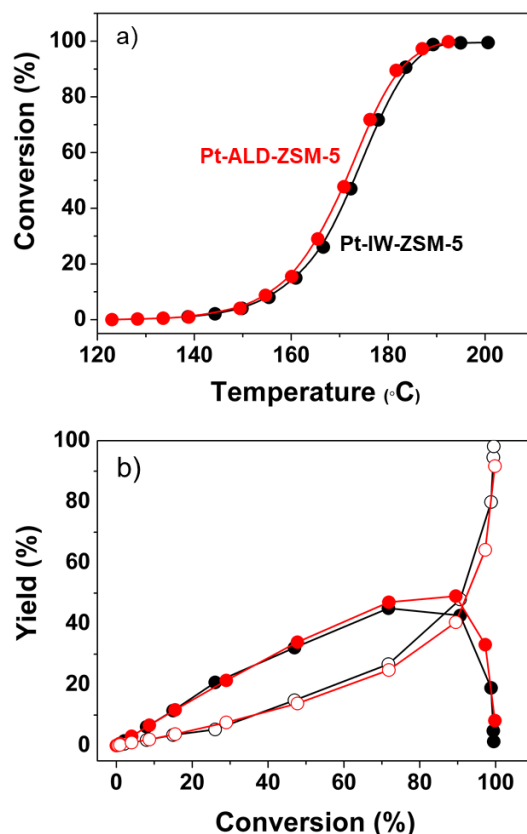 a)
Conversion (%)
100
80
60
40
20
0
Pt-ALD-ZSM-5
Pt-IW-ZSM-5
120 140 160 180 200
Temperature (◦C)
b)
Yield (%)
100
80
60
40
20
0
0 20 40 60 80 100
Conversion (%)